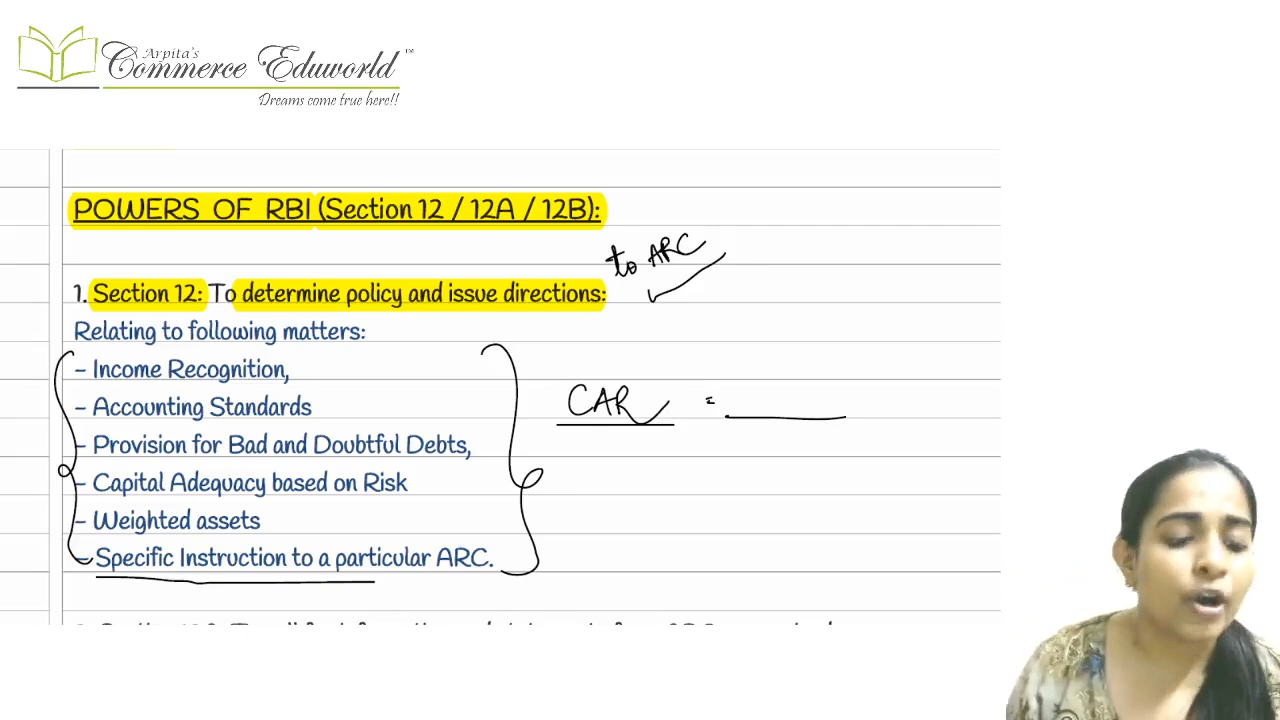 Arpita's
Commerce Eduworld™
Dreams come true here!!
POWERS OF RBI (Section 12 / 12A / 12B):
to ARC
1. Section 12: To determine policy and issue directions:
Relating to following matters:
- Income Recognition,
- Accounting Standards
CAR = 
- Provision for Bad and Doubtful Debts,
- Capital Adequacy based on Risk
- Weighted assets
- Specific Instruction to a particular ARC.